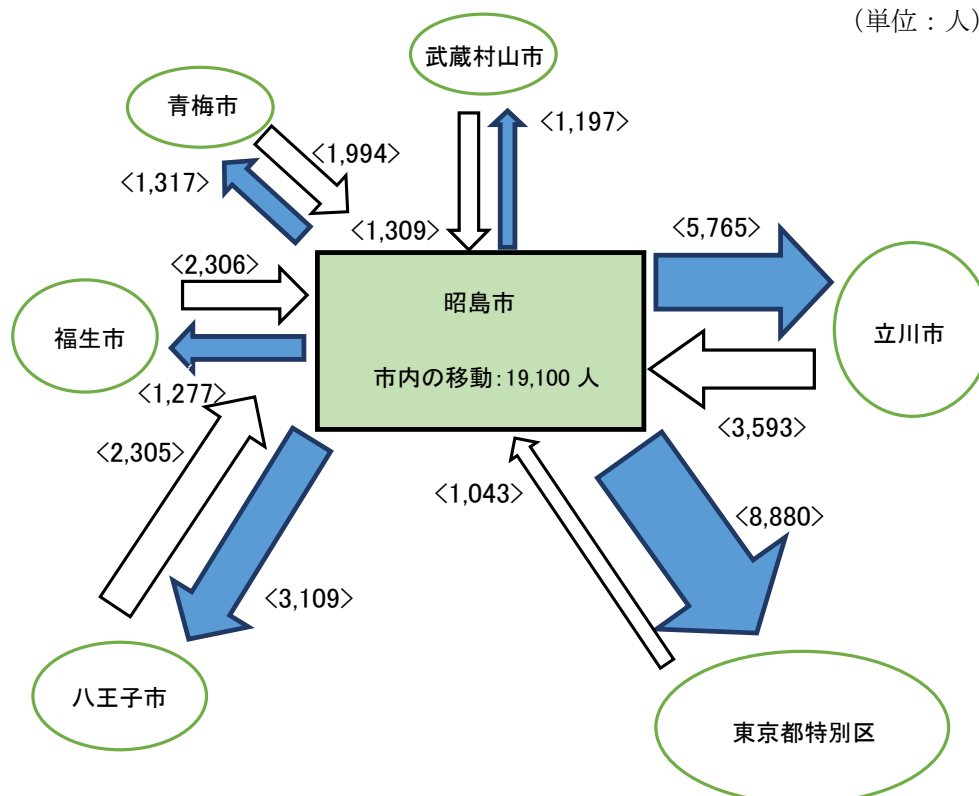 （単位：人）
武蔵村山市
青梅市
<1,197>
<1,994>
<1,317>
<1,309>
<5,765>
<2,306>
昭島市
福生市
立川市
市内の移動：19,100 人
<1,277>
<3,593>
<2,305>
<1,043>
<8,880>
<3,109>
八王子市
東京都特別区